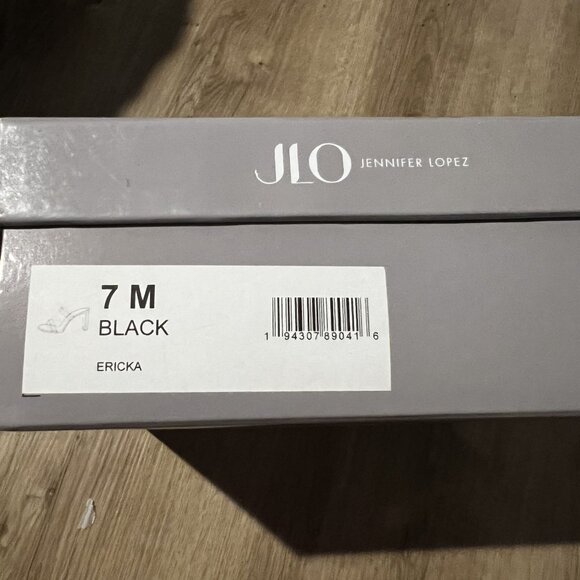 JLO JENNIFER LOPEZ
7 M
BLACK
ERICKA
1 94307 89041 6